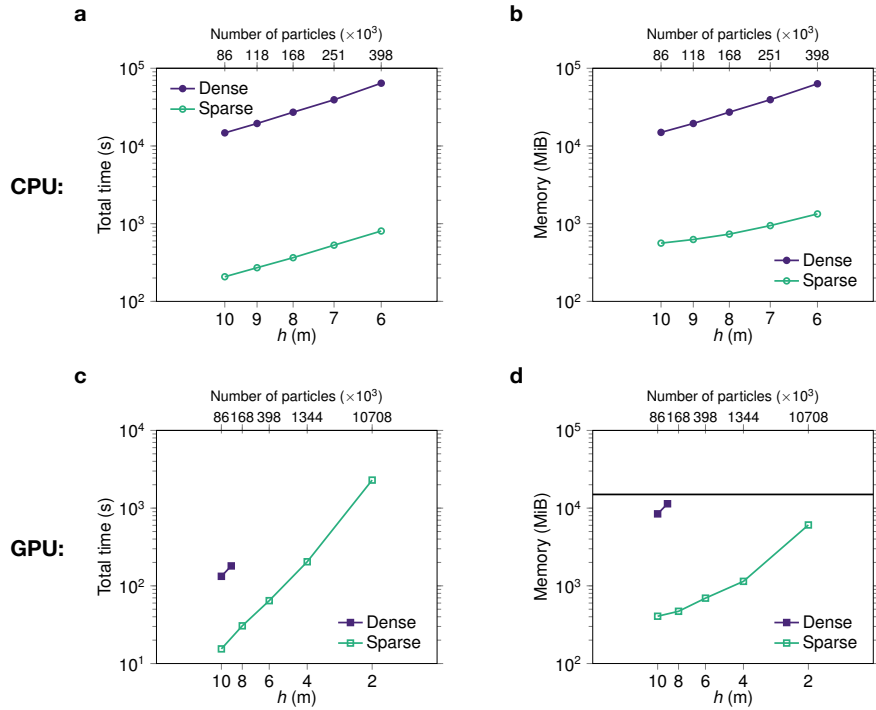 a
Number of particles (×10³)
86 118 168 251 398
10⁵
10⁴
10³
10²
Total time (s)
Dense
Sparse
10 9 8 7 6
h (m)
b
Number of particles (×10³)
86 118 168 251 398
10⁵
10⁴
10³
10²
Memory (MiB)
Dense
Sparse
10 9 8 7 6
h (m)
CPU:
c
Number of particles (×10³)
86 168 398 1344 10708
10⁴
10³
10²
10¹
Total time (s)
Dense
Sparse
10 8 6 4 2
h (m)
d
Number of particles (×10³)
86 168 398 1344 10708
10⁵
10⁴
10³
10²
Memory (MiB)
Dense
Sparse
10 8 6 4 2
h (m)
GPU: